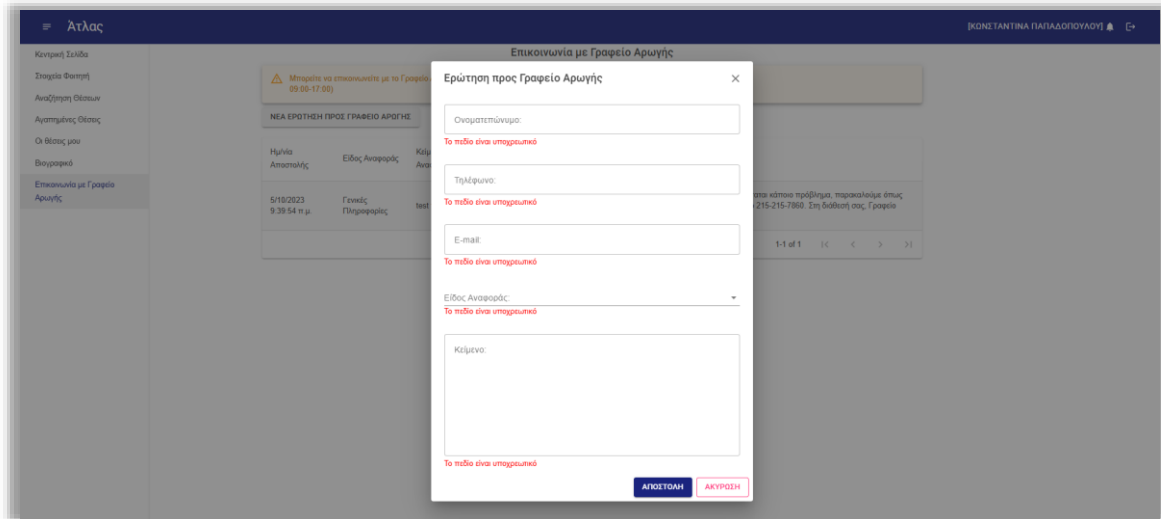 Άτλας
[ΚΩΝΣΤΑΝΤΙΝΑ ΠΑΠΑΔΟΠΟΥΛΟΥ]
Κεντρική Σελίδα
Στοιχεία Φοιτητή
Αναζήτηση Θέσεων
Αγαπημένες Θέσεις
Οι θέσεις μου
Βιογραφικό
Επικοινωνία με Γραφείο
Αρωγής
Επικοινωνία με Γραφείο Αρωγής
Μπορείτε να επικοινωνείτε με το Γραφείο
09:00-17:00)
ΝΕΑ ΕΡΩΤΗΣΗ ΠΡΟΣ ΓΡΑΦΕΙΟ ΑΡΩΓΗΣ
Ημ/νία
Αποστολής
Είδος Αναφοράς
5/10/2023
9:39:54 π.μ.
Γενικές
Πληροφορίες
test
κάποιο πρόβλημα, παρακαλούμε όπως
215-215-7860. Στη διάθεσή σας, Γραφείο
1-1 of 1
Ερώτηση προς Γραφείο Αρωγής
Ονοματεπώνυμο:
Το πεδίο είναι υποχρεωτικό
Τηλέφωνο:
Το πεδίο είναι υποχρεωτικό
E-mail:
Το πεδίο είναι υποχρεωτικό
Είδος Αναφοράς:
Το πεδίο είναι υποχρεωτικό
Κείμενο:
Το πεδίο είναι υποχρεωτικό
ΑΠΟΣΤΟΛΗ
ΑΚΥΡΩΣΗ